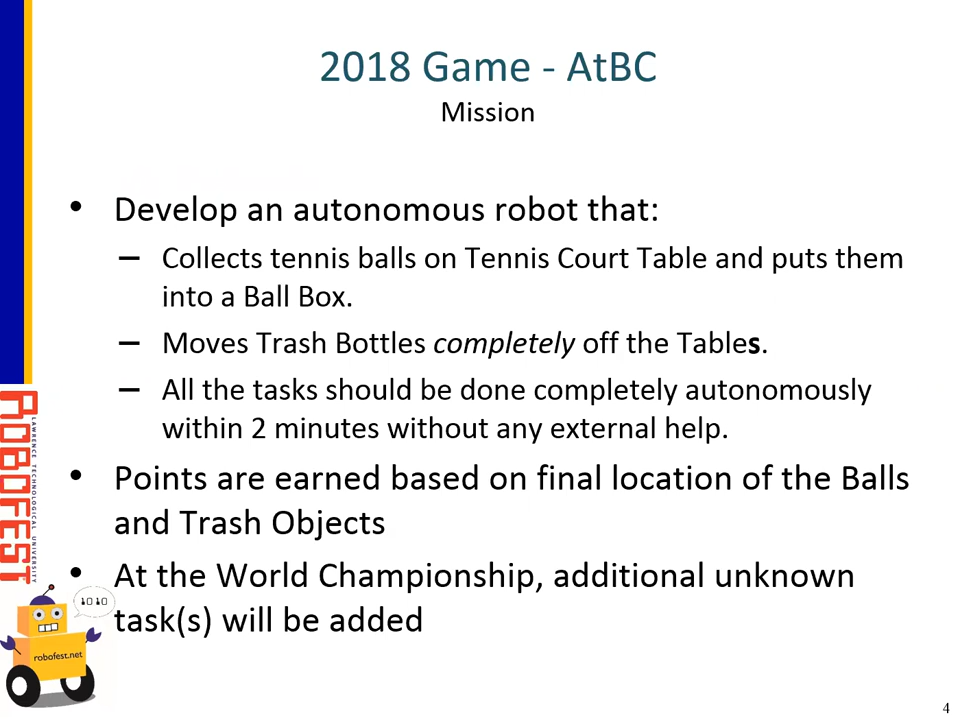 2018 Game - AtBC
Mission
• Develop an autonomous robot that:
– Collects tennis balls on Tennis Court Table and puts them
into a Ball Box.
– Moves Trash Bottles completely off the Tables.
– All the tasks should be done completely autonomously
within 2 minutes without any external help.
• Points are earned based on final location of the Balls
and Trash Objects
• At the World Championship, additional unknown
task(s) will be added
ROBOFEST
LAWRENCE TECHNOLOGICAL UNIVERSITY
1010
robofest.net
4